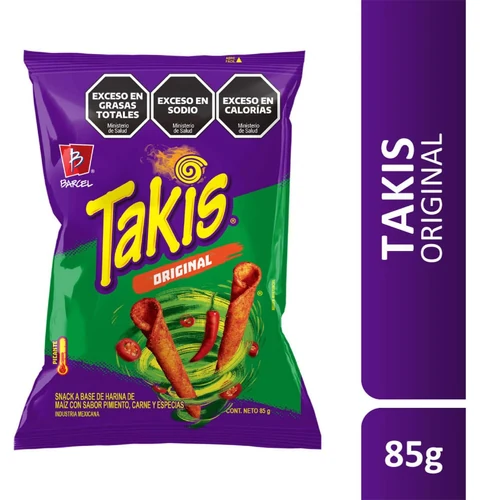 ABRE
FÁCIL
EXCESO EN
GRASAS
TOTALES
Ministerio
de Salud
EXCESO EN
SODIO
Ministerio
de Salud
EXCESO EN
CALORÍAS
Ministerio
de Salud
B
BARCEL
Takis®
ORIGINAL
PICANTE
SNACK A BASE DE HARINA DE
MAÍZ CON SABOR PIMIENTO, CARNE Y ESPECIAS
INDUSTRIA MEXICANA
CONT. NETO 85 g
TAKIS
ORIGINAL
85g